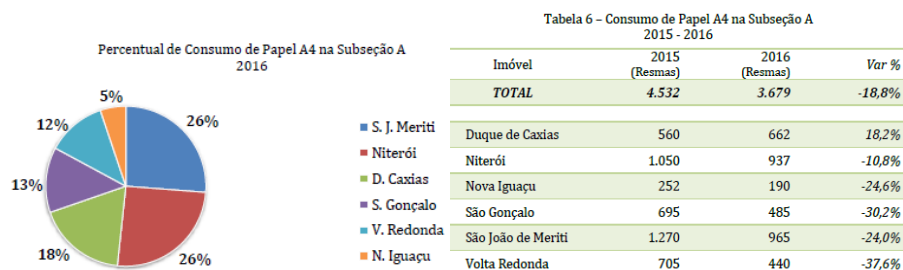 Percentual de Consumo de Papel A4 na Subseção A
2016
5%
26%
12%
13%
18%
26%
S. J. Meriti
Niterói
D. Caxias
S. Gonçalo
V. Redonda
N. Iguaçu
Tabela 6 – Consumo de Papel A4 na Subseção A
2015 - 2016
Imóvel 2015 (Resmas) 2016 (Resmas) Var %
TOTAL 4.532 3.679 -18,8%
Duque de Caxias 560 662 18,2%
Niterói 1.050 937 -10,8%
Nova Iguaçu 252 190 -24,6%
São Gonçalo 695 485 -30,2%
São João de Meriti 1.270 965 -24,0%
Volta Redonda 705 440 -37,6%